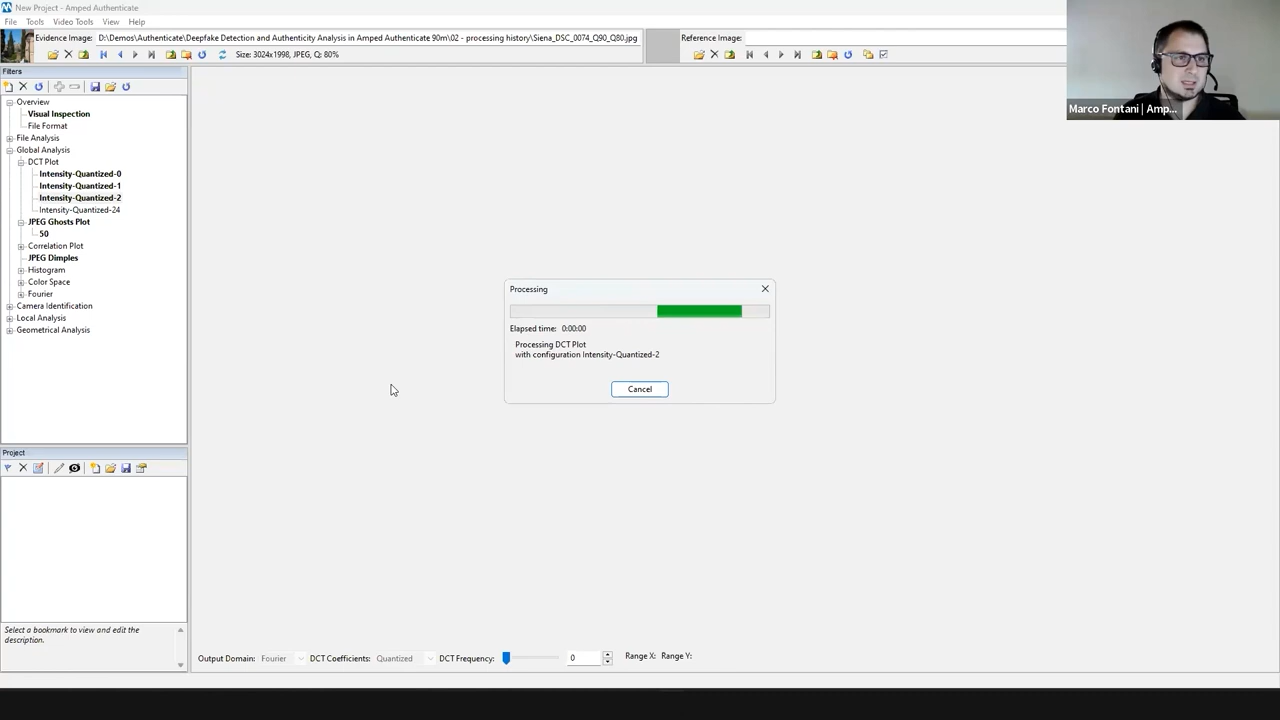 New Project - Amped Authenticate
File Tools Video Tools View Help
Evidence Image: D:\Demos\Authenticate\Deepfake Detection and Authenticity Analysis in Amped Authenticate 90m\02 - processing history\Siena_DSC_0074_Q90_Q80.jpg
Reference Image:
Size: 3024x1998, JPEG, Q: 80%
Marco Fontani | Amp...
Filters
Overview
Visual Inspection
File Format
File Analysis
Global Analysis
DCT Plot
Intensity-Quantized-0
Intensity-Quantized-1
Intensity-Quantized-2
Intensity-Quantized-24
JPEG Ghosts Plot
50
Correlation Plot
JPEG Dimples
Histogram
Color Space
Fourier
Camera Identification
Local Analysis
Geometrical Analysis
Processing
Elapsed time: 0:00:00
Processing DCT Plot
with configuration Intensity-Quantized-2
Cancel
Project
Select a bookmark to view and edit the
description.
Output Domain: Fourier DCT Coefficients: Quantized DCT Frequency: 0 Range X: Range Y: